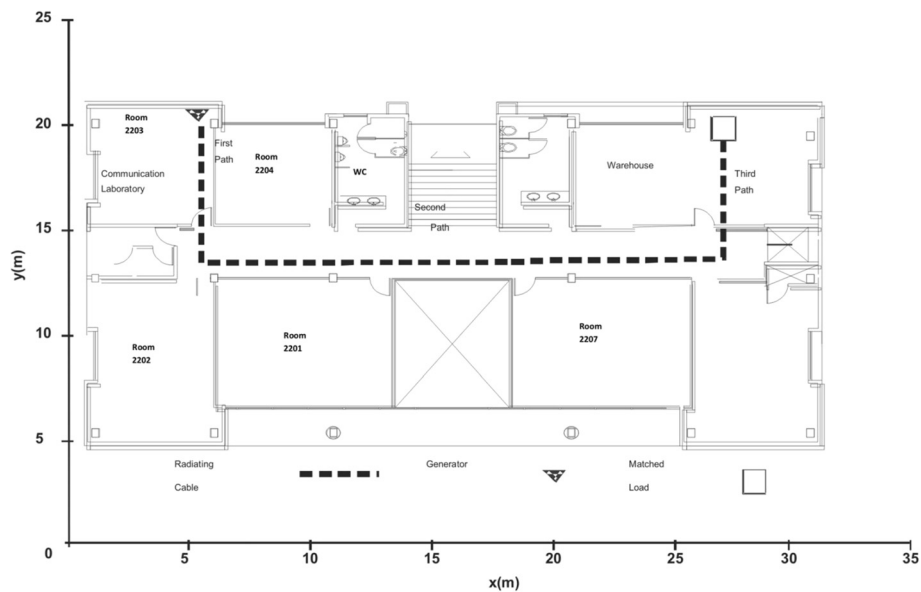 25
20
15
10
5
0
y(m)
Room
2203
Communication
Laboratory
First
Path
Room
2204
WC
Second
Path
Warehouse
Third
Path
Room
2202
Room
2201
Room
2207
Radiating
Cable
Generator
Matched
Load
5
10
15
20
25
30
35
x(m)